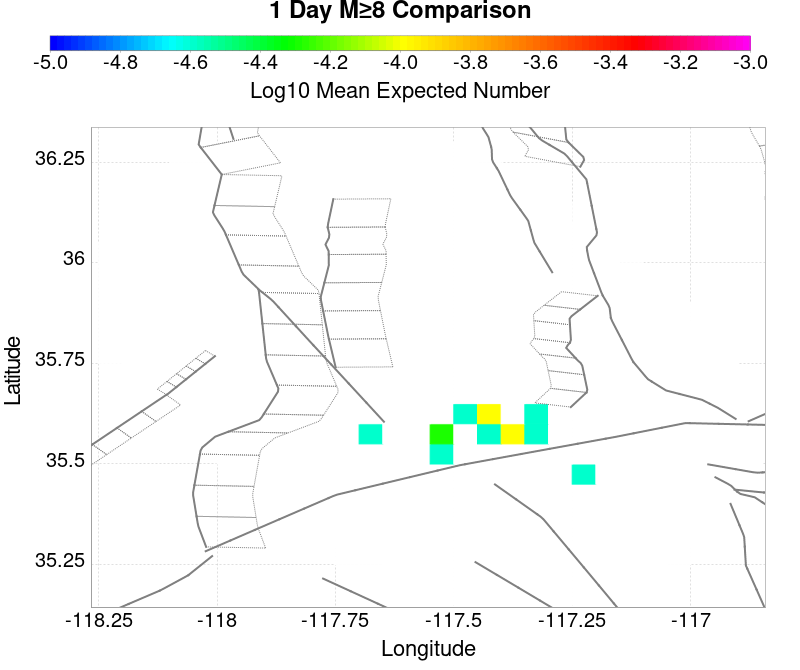 1 Day M≥8 Comparison
-5.0 -4.8 -4.6 -4.4 -4.2 -4.0 -3.8 -3.6 -3.4 -3.2 -3.0
Log10 Mean Expected Number
36.25
36
35.75
35.5
35.25
Latitude
-118.25 -118 -117.75 -117.5 -117.25 -117
Longitude